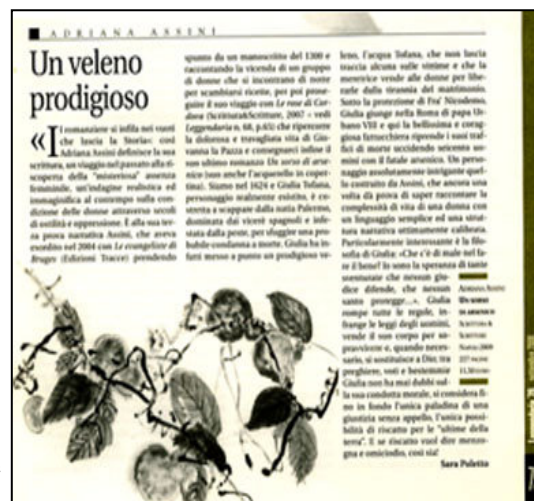 ADRIANA ASSINI
Un veleno
prodigioso
«Il romanziere si infila nei vuoti
che lascia la Storia»: così
Adriana Assini definisce la sua
scrittura, un viaggio nel passato alla ri-
scoperta della "misteriosa" assenza
femminile, un'indagine realistica ed
immaginifica al contempo sulla con-
dizione delle donne attraverso secoli
di ostilità e oppressione. È alla sua ter-
za prova narrativa Assini, che aveva
esordito nel 2004 con Le evangeliste di
Bruges (Edizioni Tracce) prendendo
spunto da un manoscritto del 1300 e
raccontando la vicenda di un gruppo
di donne che si incontrano di notte
per scambiarsi ricette, per poi prose-
guire il suo viaggio con Le rose di Cor-
dova (Scrittura&Scritture, 2007 - vedi
Leggendaria n. 68, p.65) che ripercorre
la dolorosa e travagliata vita di Gio-
vanna la Pazza e consegnarci infine il
suo ultimo romanzo Un sorso di arse-
nico (suo anche l'acquerello in coper-
tina). Siamo nel 1624 e Giulia Tofana,
personaggio realmente esistito, è co-
stretta a scappare dalla natia Palermo,
dominata dai viceré spagnoli e infe-
stata dalla peste, per sfuggire una pro-
babile condanna a morte. Giulia ha in-
fatti messo a punto un prodigioso ve-
leno, l'acqua Tofana, che non lascia
traccia alcuna sulle vittime e che la
meretrice vende alle donne per libe-
rarle dalla tirannia del matrimonio.
Sotto la protezione di Fra' Nicodemo,
Giulia giunge nella Roma di papa Ur-
bano VIII e qui la bellissima e corag-
giosa fattucchiera riprende i suoi traf-
fici di morte uccidendo seicento uo-
mini con il fatale arsenico. Un perso-
naggio assolutamente intrigante quel-
lo costruito da Assini, che ancora una
volta dà prova di saper raccontare la
complessità di vita di una donna con
un linguaggio semplice ed una strut-
tura narrativa ottimamente calibrata.
Particolarmente interessante è la filo-
sofia di Giulia: «Che c'è di male nel fa-
re il bene? Io sono la speranza di tante
sventurate che nessun giu-
dice difende, che nessun
santo protegge...». Giulia
rompe tutte le regole, in-
frange le leggi degli uomini,
vende il suo corpo per so-
pravvivere e, quando neces-
sario, si sostituisce a Dio; tra
preghiere, voti e bestemmie
Giulia non ha mai dubbi sul-
la sua condotta morale, si considera fi-
no in fondo l'unica paladina di una
giustizia senza appello, l'unica possi-
bilità di riscatto per le "ultime della
terra". E se riscatto vuol dire menzo-
gna e omicidio, così sia!
Sara Poletto
ADRIANA ASSINI
UN SORSO
DI ARSENICO
SCRITTURA &
SCRITTURE
NAPOLI 2009
227 PAGINE
11,50 EURO